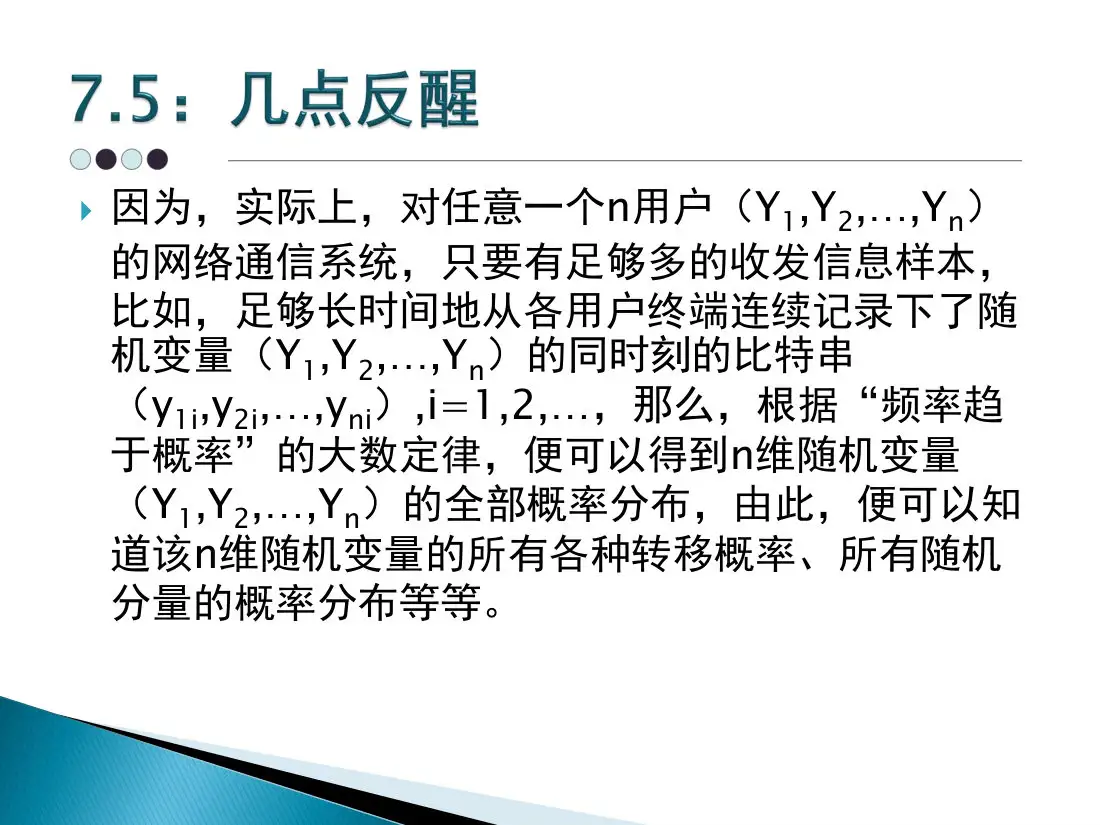 7.5：几点反醒
因为，实际上，对任意一个n用户（Y1,Y2,…,Yn）
的网络通信系统，只要有足够多的收发信息样本，
比如，足够长时间地从各用户终端连续记录下了随
机变量（Y1,Y2,…,Yn）的同时刻的比特串
（y1i,y2i,…,yni）,i=1,2,…，那么，根据“频率趋
于概率”的大数定律，便可以得到n维随机变量
（Y1,Y2,…,Yn）的全部概率分布，由此，便可以知
道该n维随机变量的所有各种转移概率、所有随机
分量的概率分布等等。